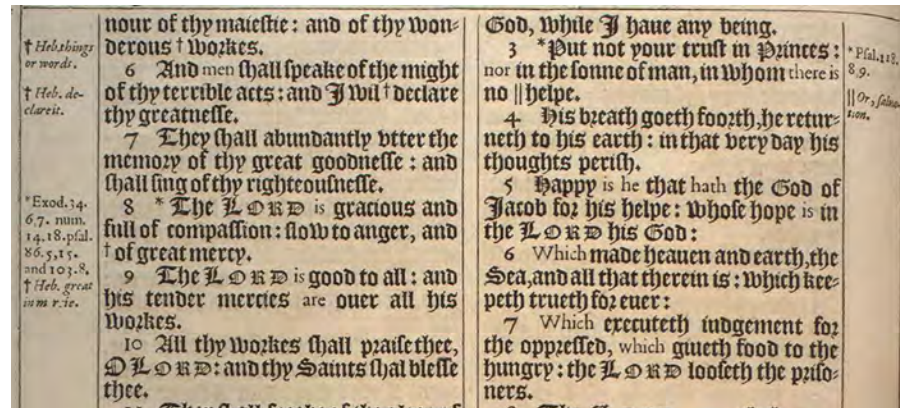 † Heb. things
or words.
† Heb. de-
clare it.
*Exod.34.
6,7. num.
14.18.pſal.
86.5,15.
and 103.8.
† Heb. great
in
nour of thy maieſtie: and of thy won-
derous † workes.
6 And men ſhall ſpeake of the might
of thy terrible acts: and I wil † declare
thy greatneſſe.
7 They ſhall abundantly vtter the
memory of thy great goodneſſe: and
ſhall ſing of thy righteouſneſſe.
8 * The LORD is gracious and
full of compaſſion: ſlow to anger, and
† of great mercy.
9 The LORD is good to all: and
his tender mercies are ouer all his
workes.
10 All thy workes ſhall praiſe thee,
O LORD: and thy Saints ſhal bleſſe
thee.
God, while I haue any being.
3 *Put not your truſt in Princes:
nor in the ſonne of man, in whom there is
no ||helpe.
4 His breath goeth foorth, he retur-
neth to his earth: in that very day his
thoughts periſh.
5 Happy is he that hath the God of
Jacob for his helpe: whoſe hope is in
the LORD his God:
6 Which made heauen and earth, the
Sea, and all that therein is: which kee-
peth trueth for euer:
7 Which executeth iudgement for
the oppreſſed, which giueth food to the
hungry: the LORD looſeth the priſo-
ners.
* Pſal.118.
8,9.
||Or, ſalua-
tion.